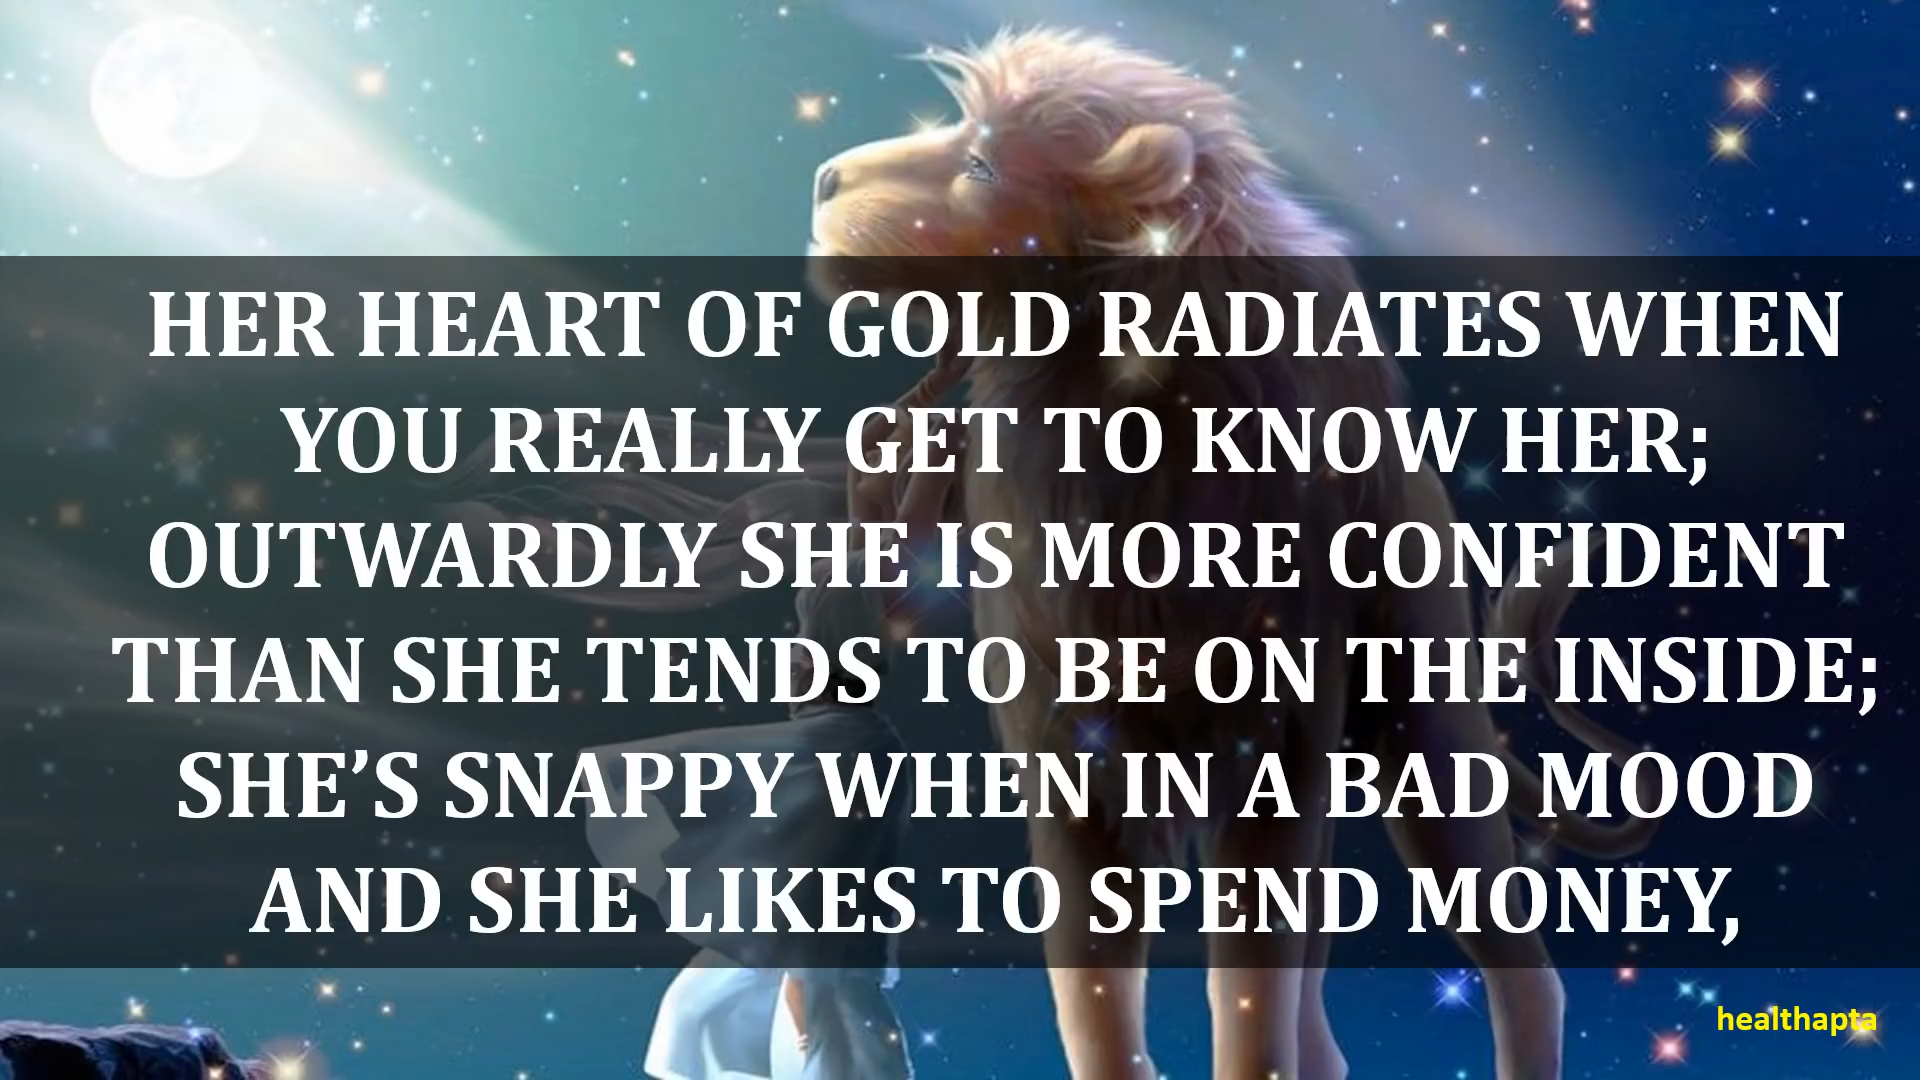 HER HEART OF GOLD RADIATES WHEN
YOU REALLY GET TO KNOW HER;
OUTWARDLY SHE IS MORE CONFIDENT
THAN SHE TENDS TO BE ON THE INSIDE;
SHE’S SNAPPY WHEN IN A BAD MOOD
AND SHE LIKES TO SPEND MONEY,
healthapta